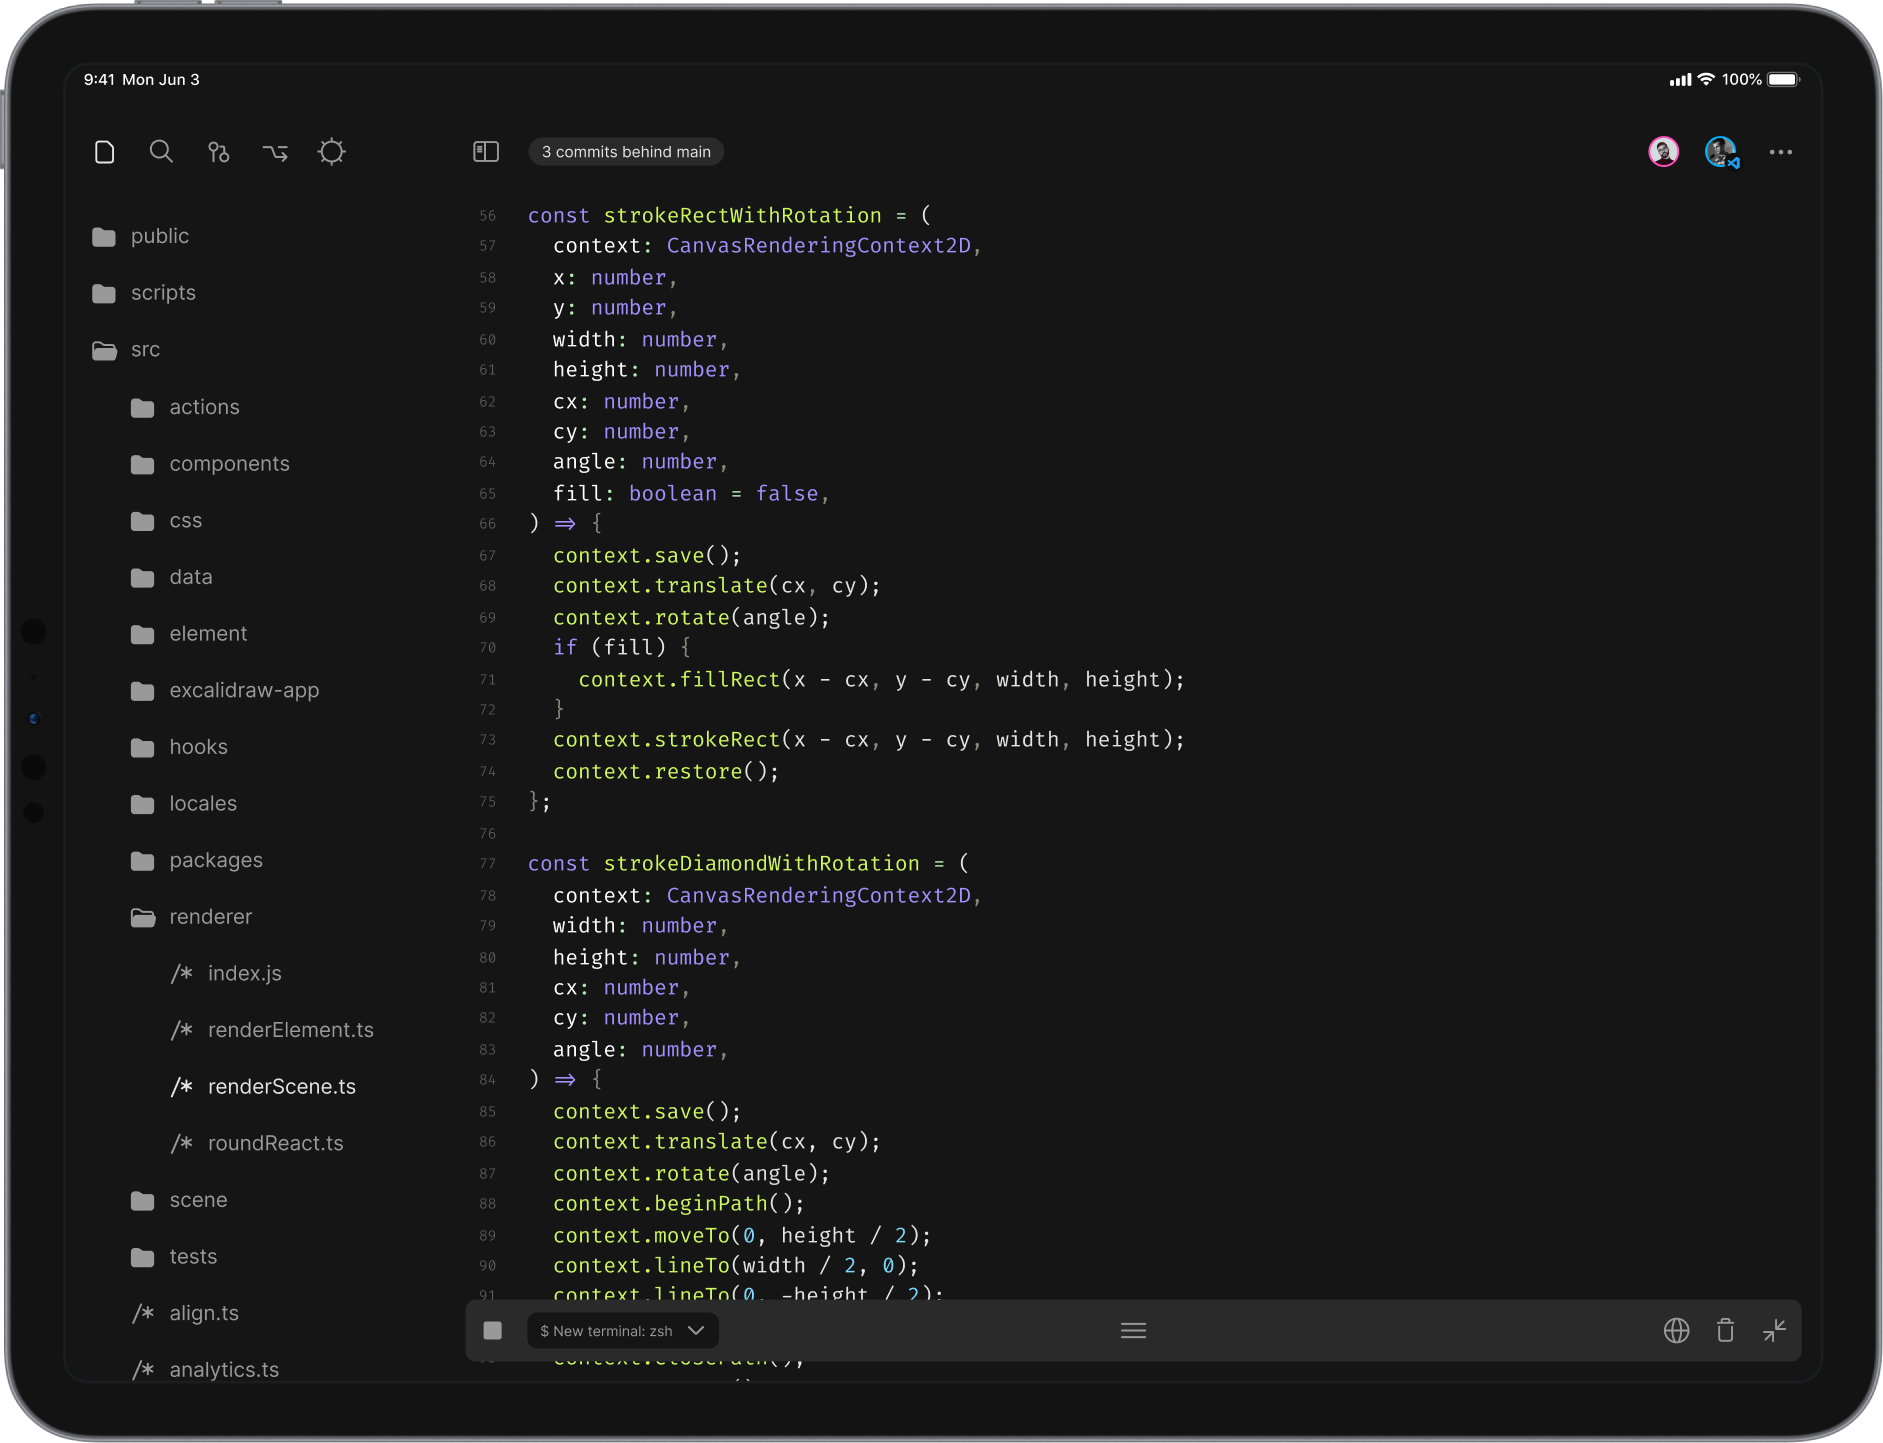 9:41 Mon Jun 3
100%
3 commits behind main
public
scripts
src
actions
components
css
data
element
excalidraw-app
hooks
locales
packages
renderer
/* index.js
/* renderElement.ts
/* renderScene.ts
/* roundReact.ts
scene
tests
/* align.ts
/* analytics.ts
56 const strokeRectWithRotation = (
57 context: CanvasRenderingContext2D,
58 x: number,
59 y: number,
60 width: number,
61 height: number,
62 cx: number,
63 cy: number,
64 angle: number,
65 fill: boolean = false,
66 ) => {
67 context.save();
68 context.translate(cx, cy);
69 context.rotate(angle);
70 if (fill) {
71 context.fillRect(x - cx, y - cy, width, height);
72 }
73 context.strokeRect(x - cx, y - cy, width, height);
74 context.restore();
75 };
76
77 const strokeDiamondWithRotation = (
78 context: CanvasRenderingContext2D,
79 width: number,
80 height: number,
81 cx: number,
82 cy: number,
83 angle: number,
84 ) => {
85 context.save();
86 context.translate(cx, cy);
87 context.rotate(angle);
88 context.beginPath();
89 context.moveTo(0, height / 2);
90 context.lineTo(width / 2, 0);
91 context.lineTo(0, -height / 2);
$ New terminal: zsh
context.closePath();